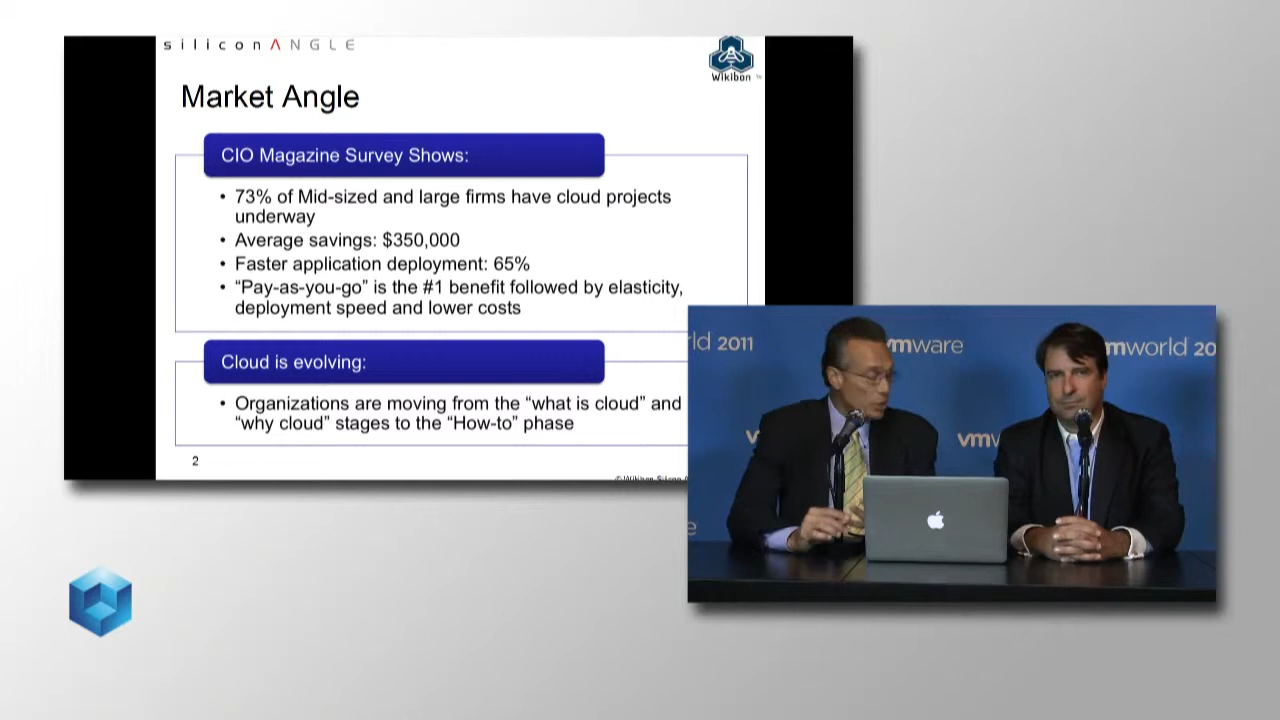 siliconANGLE
Wikibon
Market Angle
CIO Magazine Survey Shows:
• 73% of Mid-sized and large firms have cloud projects
underway
• Average savings: $350,000
• Faster application deployment: 65%
• “Pay-as-you-go” is the #1 benefit followed by elasticity,
deployment speed and lower costs
Cloud is evolving:
• Organizations are moving from the “what is cloud” and
“why cloud” stages to the “How-to” phase
2
© Wikibon Silicon
rld 2011
vmware
vmworld 20
vmw